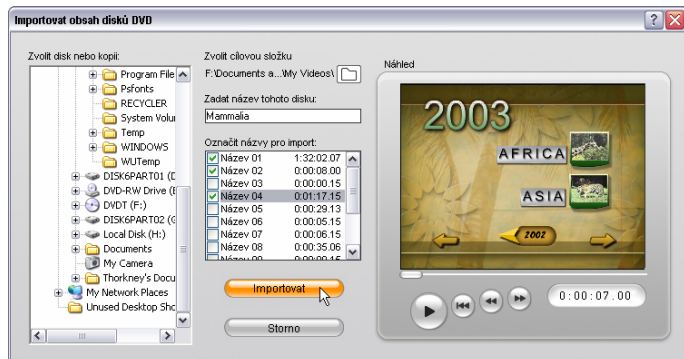 Importovat obsah disků DVD
Zvolit disk nebo kopii:
Program File
Psfonts
RECYCLER
System Volu
Temp
WINDOWS
WUTemp
DISK6PART01 (D
DVD-RW Drive (E
DVDT (F:)
DISK6PART02 (G
Local Disk (H:)
Documents
My Camera
Thorkney's Docu
My Network Places
Unused Desktop Shc
Zvolit cílovou složku
F:\Documents a...\My Videos\
Zadat název tohoto disku:
Mammalia
Označit názvy pro import:
Název 01 1:32:02.07
Název 02 0:00:08.00
Název 03 0:00:00.15
Název 04 0:01:17.15
Název 05 0:00:29.13
Název 06 0:00:05.15
Název 07 0:00:06.15
Název 08 0:00:35.06
Importovat
Storno
Náhled
2003
AFRICA
ASIA
2002
0:00:07.00